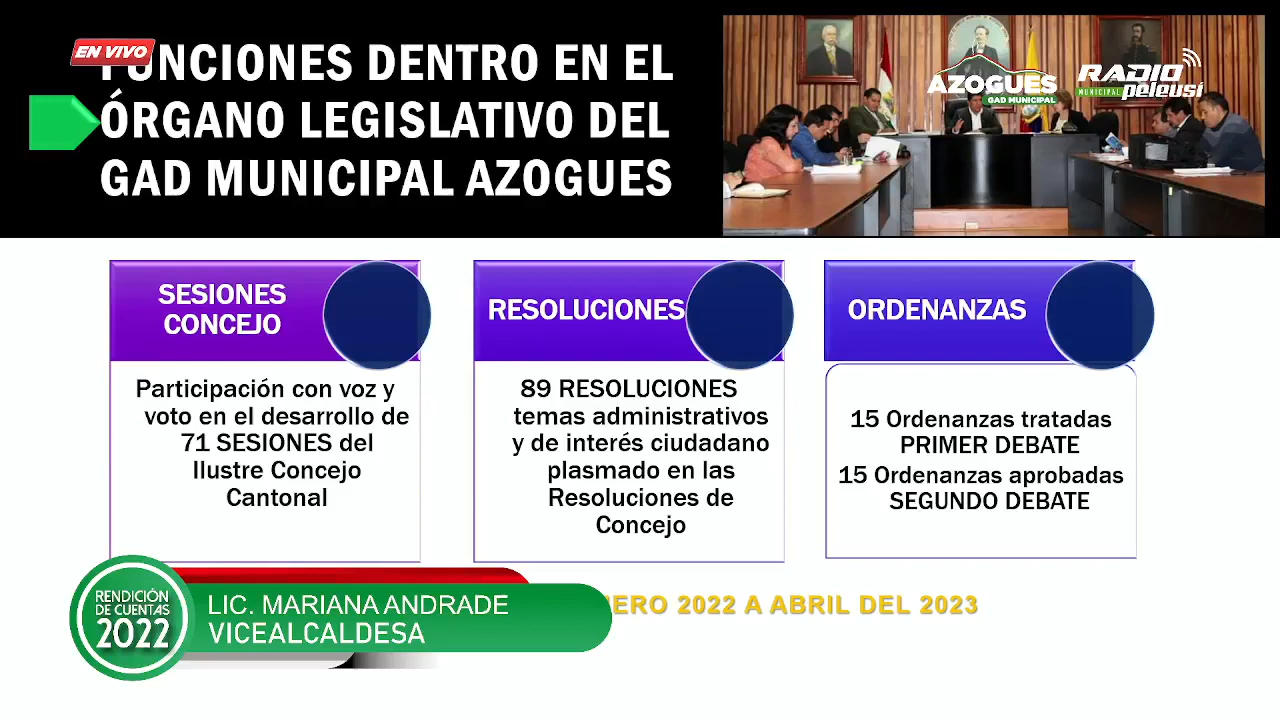 EN VIVO
FUNCIONES DENTRO EN EL
ÓRGANO LEGISLATIVO DEL
GAD MUNICIPAL AZOGUES
AZOGUES
GAD MUNICIPAL
RADIO
MUNICIPAL
peleusí
SESIONES
CONCEJO
Participación con voz y
voto en el desarrollo de
71 SESIONES del
Ilustre Concejo
Cantonal
RESOLUCIONES
89 RESOLUCIONES
temas administrativos
y de interés ciudadano
plasmado en las
Resoluciones de
Concejo
ORDENANZAS
15 Ordenanzas tratadas
PRIMER DEBATE
15 Ordenanzas aprobadas
SEGUNDO DEBATE
2022 A ABRIL DEL 2023
RENDICIÓN
DE CUENTAS
2022
LIC. MARIANA ANDRADE
VICEALCALDESA